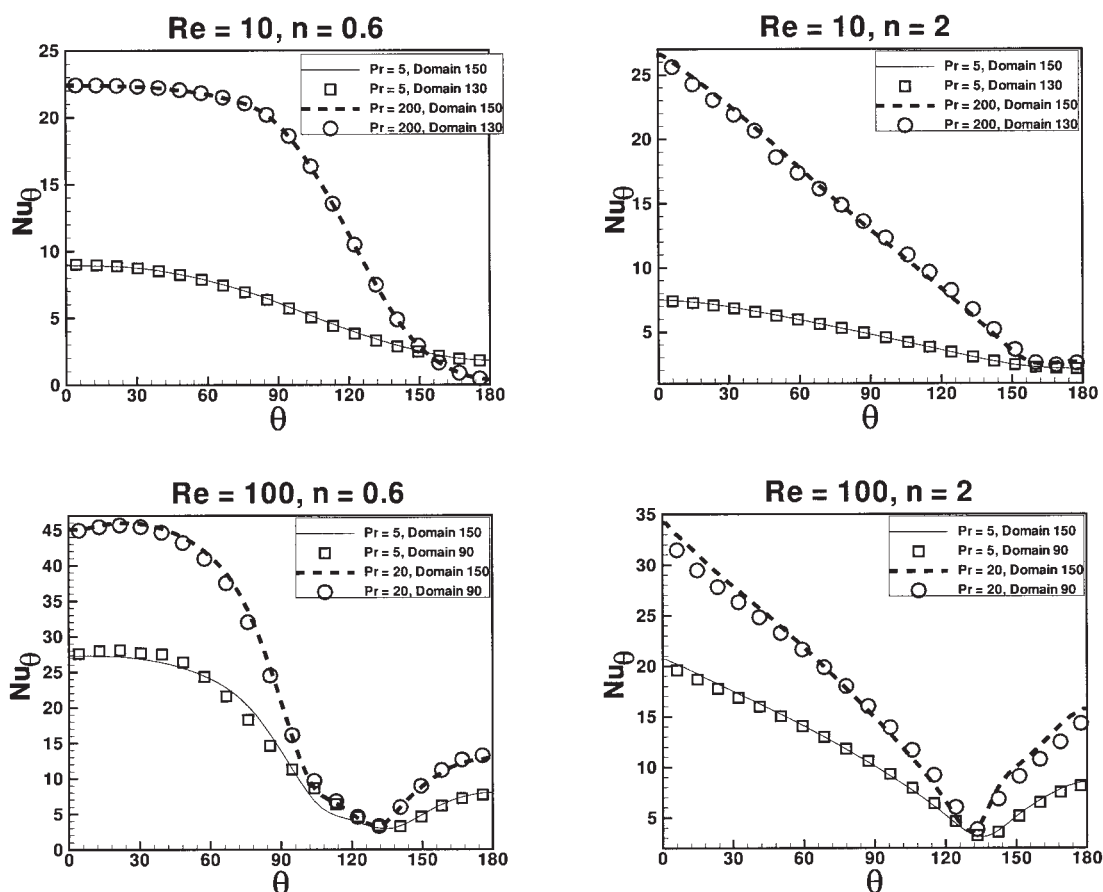 Re = 10, n = 0.6
25
20
15
10
5
0
Nuθ
0 30 60 90 120 150 180
θ
Pr = 5, Domain 150
Pr = 5, Domain 130
Pr = 200, Domain 150
Pr = 200, Domain 130
Re = 10, n = 2
25
20
15
10
5
Nuθ
0 30 60 90 120 150 180
θ
Pr = 5, Domain 150
Pr = 5, Domain 130
Pr = 200, Domain 150
Pr = 200, Domain 130
Re = 100, n = 0.6
45
40
35
30
25
20
15
10
5
0
Nuθ
0 30 60 90 120 150 180
θ
Pr = 5, Domain 150
Pr = 5, Domain 90
Pr = 20, Domain 150
Pr = 20, Domain 90
Re = 100, n = 2
35
30
25
20
15
10
5
Nuθ
0 30 60 90 120 150 180
θ
Pr = 5, Domain 150
Pr = 5, Domain 90
Pr = 20, Domain 150
Pr = 20, Domain 90